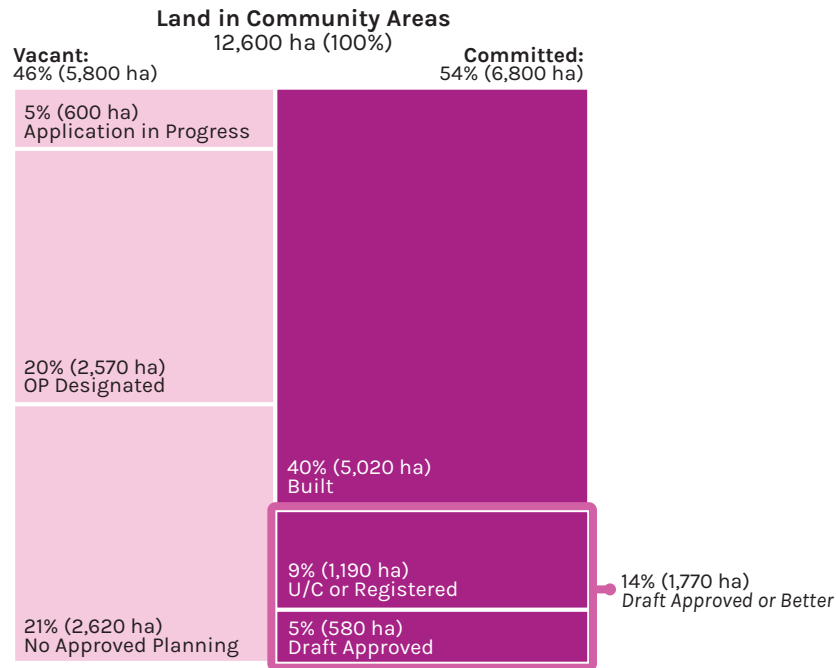 Land in Community Areas
12,600 ha (100%)
Vacant:
46% (5,800 ha)
Committed:
54% (6,800 ha)
5% (600 ha)
Application in Progress
20% (2,570 ha)
OP Designated
21% (2,620 ha)
No Approved Planning
40% (5,020 ha)
Built
9% (1,190 ha)
U/C or Registered
5% (580 ha)
Draft Approved
14% (1,770 ha)
Draft Approved or Better